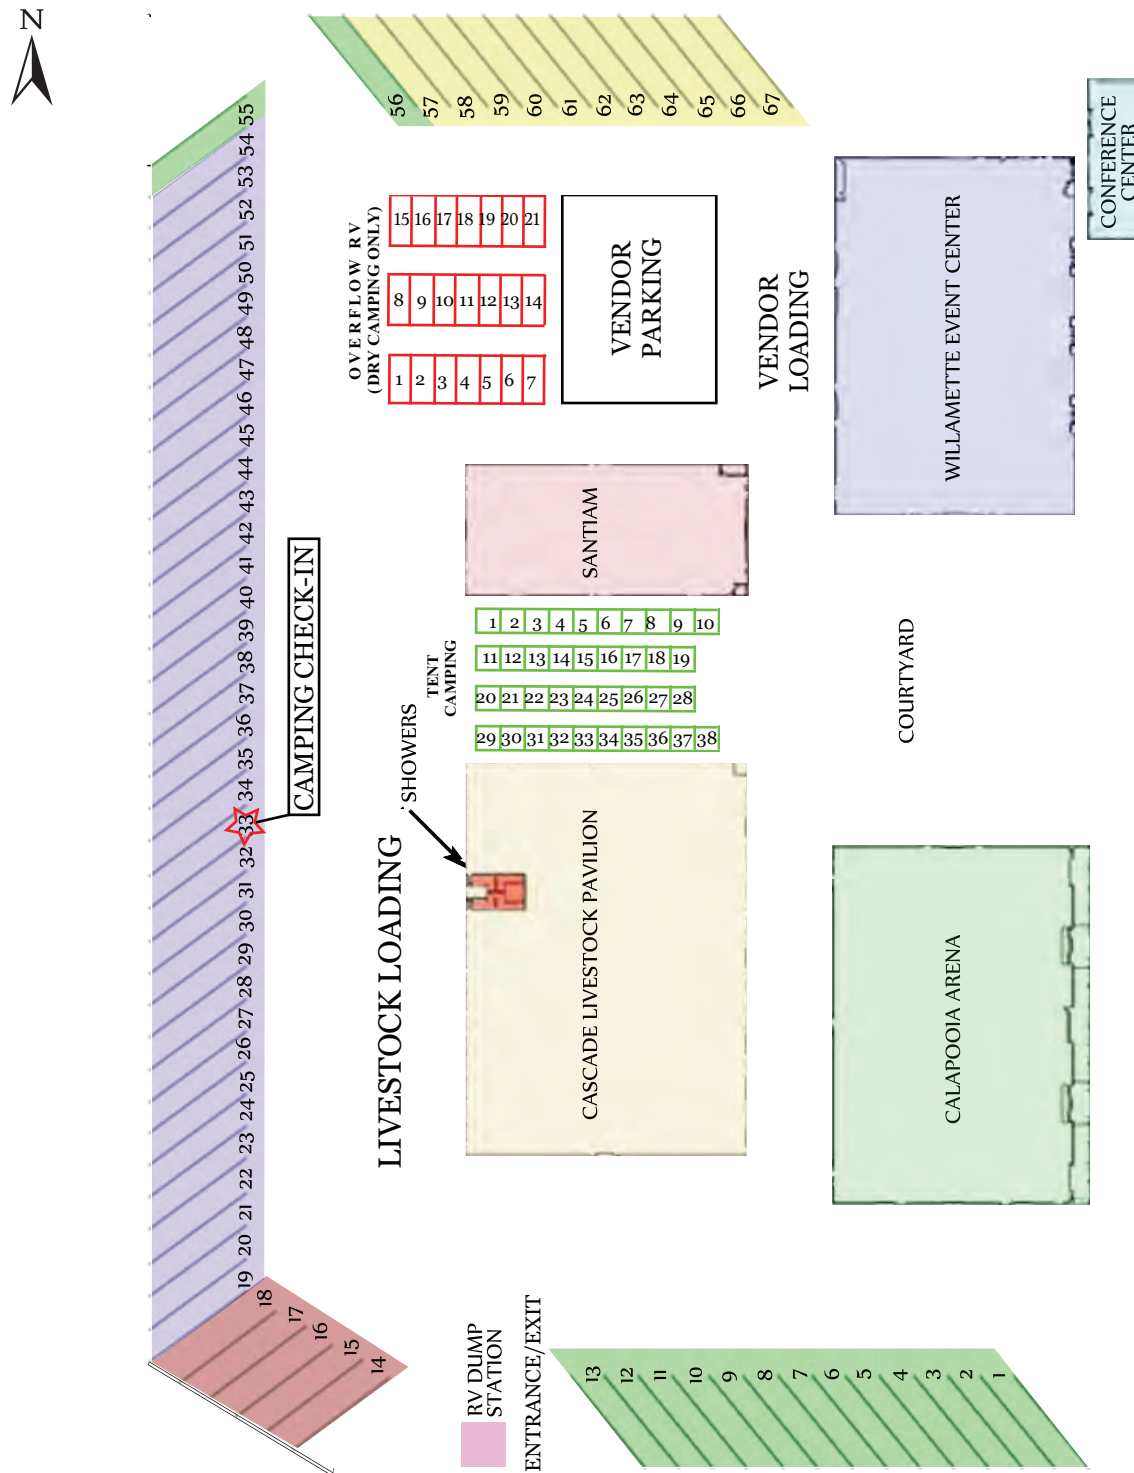 N
56
57
58
59
60
61
62
63
64
65
66
67
55
54
53
52
51
50
49
48
47
46
45
44
43
42
41
40
39
38
37
36
35
34
33
32
31
30
29
28
27
26
25
24
23
22
21
20
19
18
17
16
15
14
OVERFLOW RV
(DRY CAMPING ONLY)
15 16 17 18 19 20 21
8 9 10 11 12 13 14
1 2 3 4 5 6 7
VENDOR
PARKING
VENDOR
LOADING
WILLAMETTE EVENT CENTER
CONFERENCE
CENTER
SANTIAM
CAMPING CHECK-IN
TENT
CAMPING
1 2 3 4 5 6 7 8 9 10
11 12 13 14 15 16 17 18 19
20 21 22 23 24 25 26 27 28
29 30 31 32 33 34 35 36 37 38
SHOWERS
COURTYARD
LIVESTOCK LOADING
CASCADE LIVESTOCK PAVILION
CALAPOOIA ARENA
RV DUMP
STATION
ENTRANCE/EXIT
13
12
11
10
9
8
7
6
5
4
3
2
1